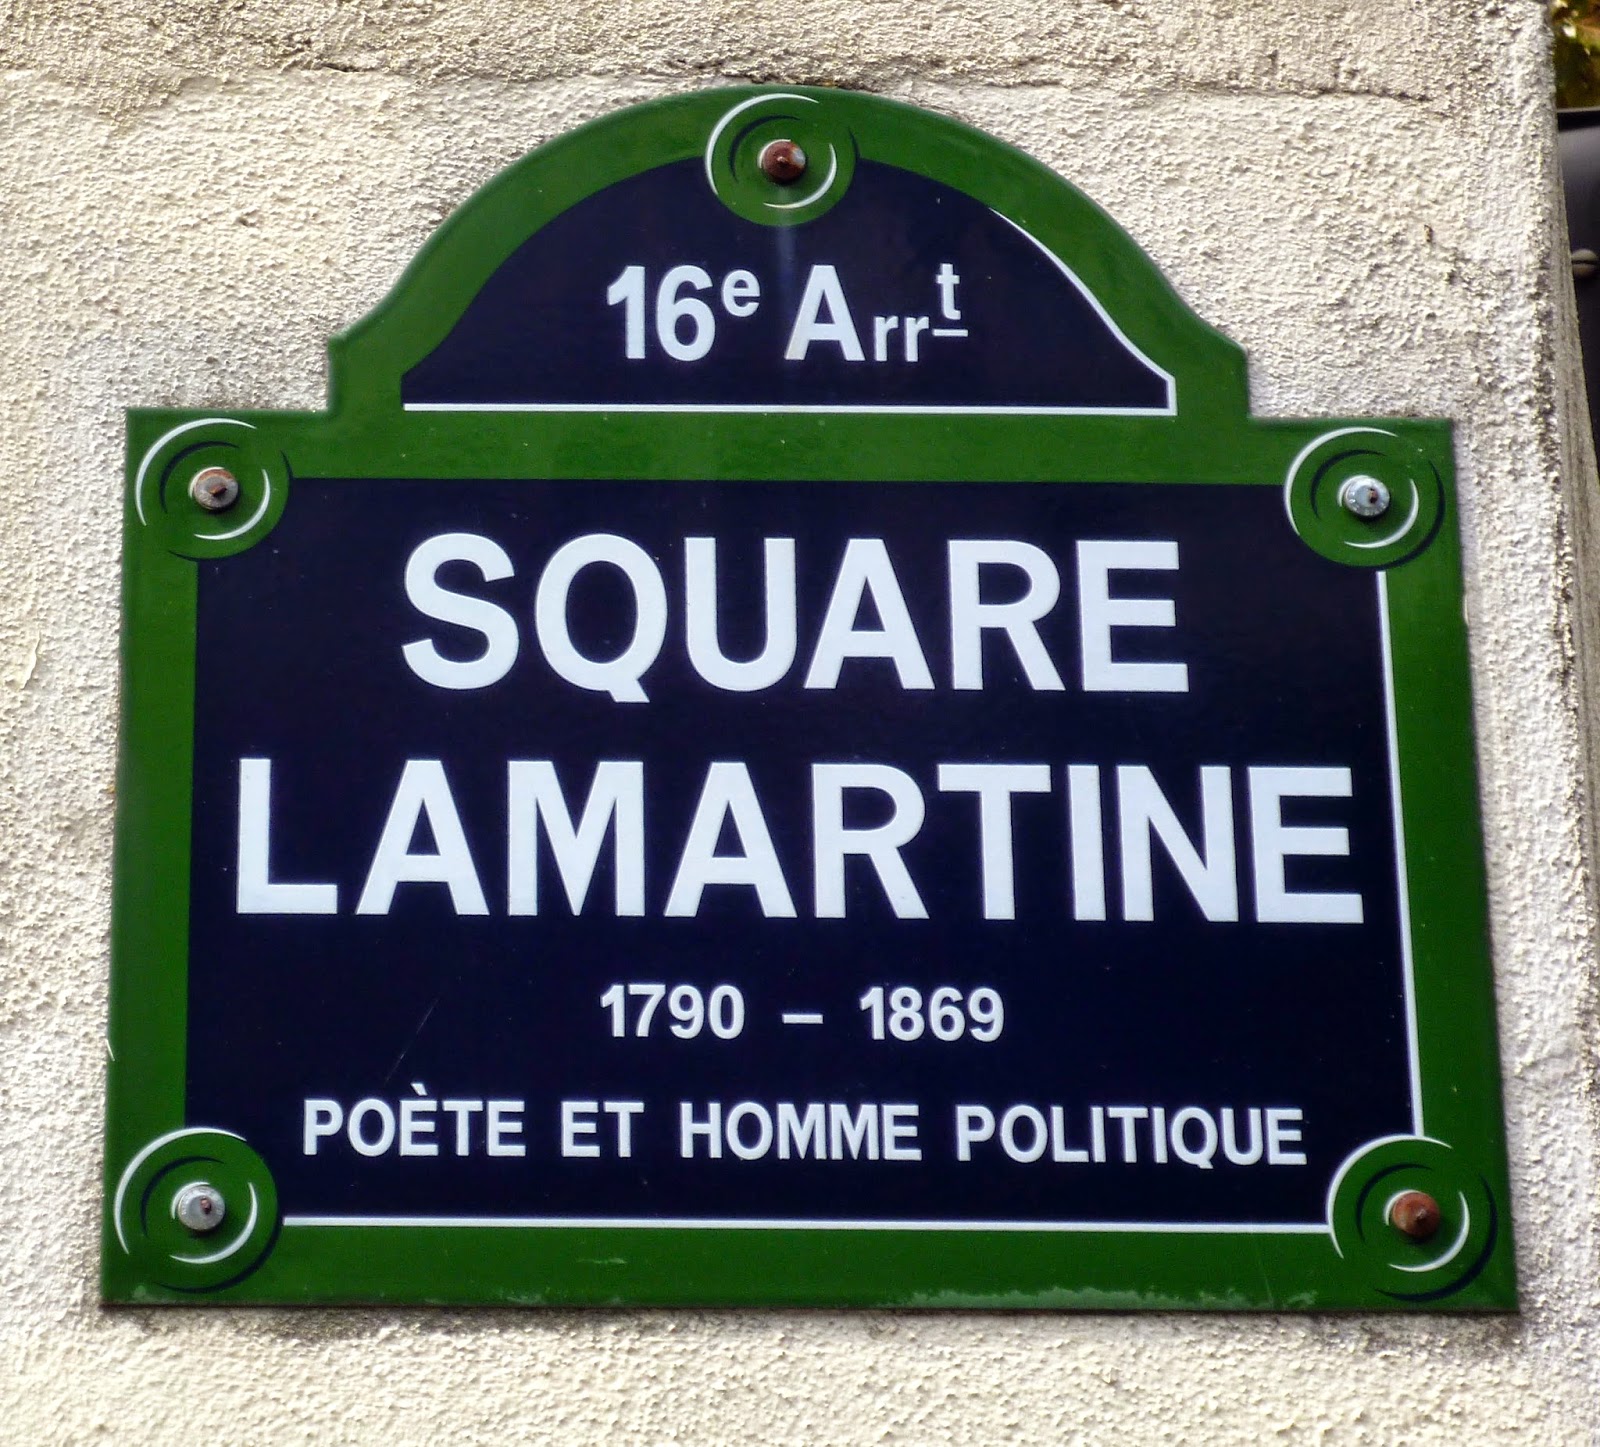 16e Arrt
SQUARE
LAMARTINE
1790 – 1869
POÈTE ET HOMME POLITIQUE